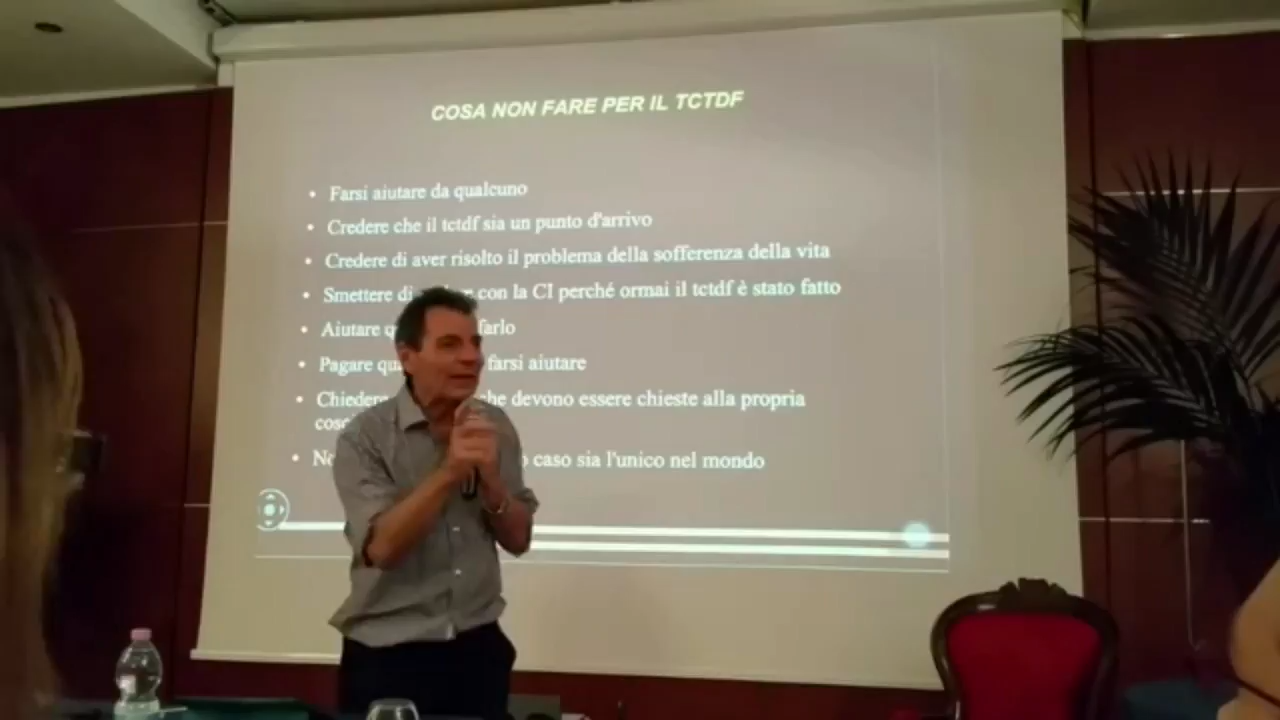 COSA NON FARE PER IL TCTDF
• Farsi aiutare da qualcuno
• Credere che il tctdf sia un punto d'arrivo
• Credere di aver risolto il problema della sofferenza della vita
• Smettere di con la CI perché ormai il tctdf è stato fatto
• Aiutare farlo
• Pagare farsi aiutare
• Chiedere che devono essere chieste alla propria
• caso sia l'unico nel mondo